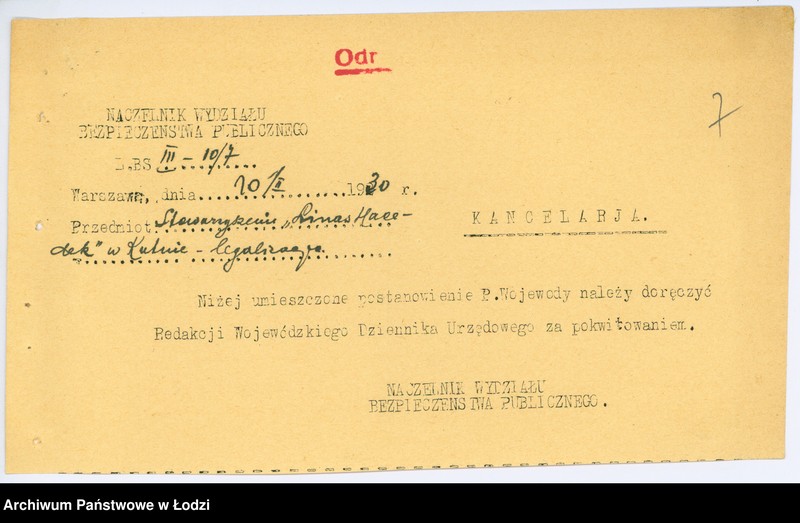 Odr
7
NACZELNIK WYDZIAŁU
BEZPIECZEŃSTWA PUBLICZNEGO
L.BS III – 10/7
Warszawa, dnia 10/II 1930 r.
Przedmiot Stowarzyszenie „Linas Hace-
dek" w Kutnie – legalizacja.
KANCELARJA.
Niżej umieszczone postanowienie P.Wojewody należy doręczyć
Redakcji Wojewódzkiego Dziennika Urzędowego za pokwitowaniem.
NACZELNIK WYDZIAŁU
BEZPIECZEŃSTWA PUBLICZNEGO.
Archiwum Państwowe w Łodzi